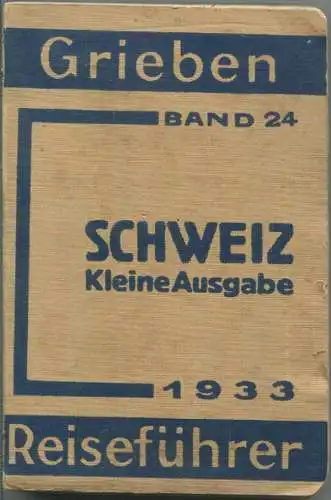 Grieben
BAND 24
SCHWEIZ
Kleine Ausgabe
1933
Reiseführer